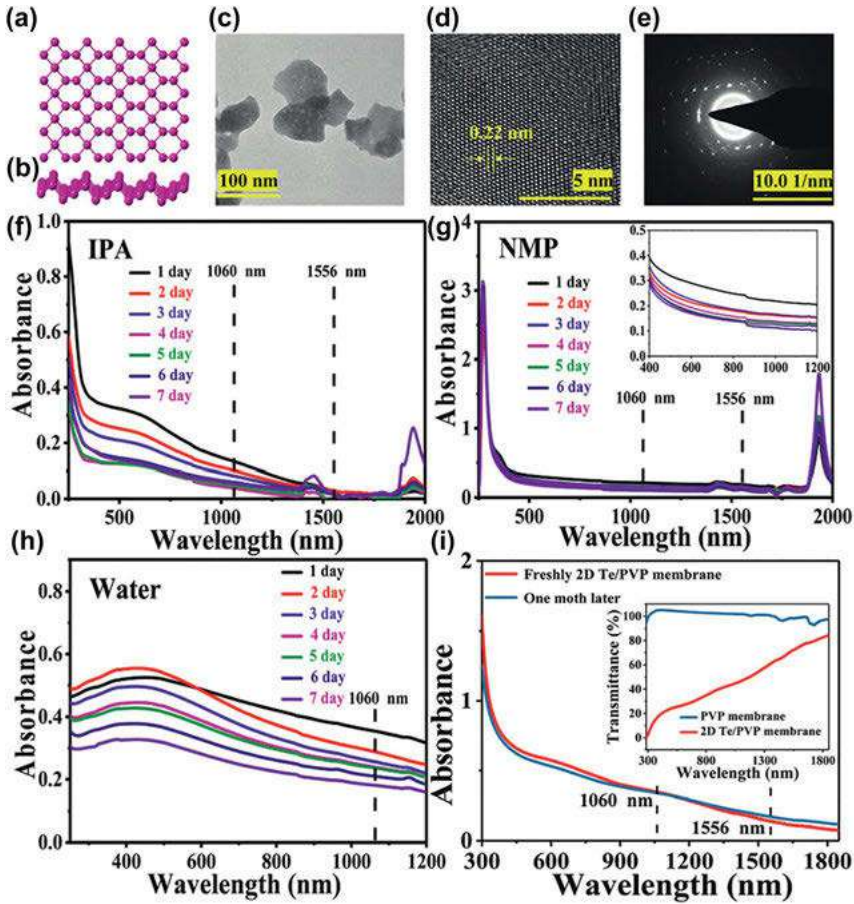 (a)
(b)
(c)
100 nm
(d)
0.22 nm
5 nm
(e)
10.0 1/nm
(f)
IPA
1 day
2 day
3 day
4 day
5 day
6 day
7 day
1060 nm
1556 nm
1.0
0.8
0.6
0.4
0.2
0.0
Absorbance
500
1000
1500
2000
Wavelength (nm)
(g)
NMP
1 day
2 day
3 day
4 day
5 day
6 day
7 day
0.5
0.4
0.3
0.2
0.1
0.0
400
600
800
1000
1200
1060 nm
1556 nm
4
3
2
1
0
Absorbance
500
1000
1500
2000
Wavelength (nm)
(h)
Water
1 day
2 day
3 day
4 day
5 day
6 day
7 day
1060 nm
0.8
0.6
0.4
0.2
0.0
Absorbance
400
600
800
1000
1200
Wavelength (nm)
(i)
Freshly 2D Te/PVP membrane
One moth later
Transmittance (%)
100
80
60
40
20
0
PVP membrane
2D Te/PVP membrane
300
800
1300
1800
Wavelength (nm)
1060 nm
1556 nm
2
1
0
Absorbance
300
600
900
1200
1500
1800
Wavelength (nm)